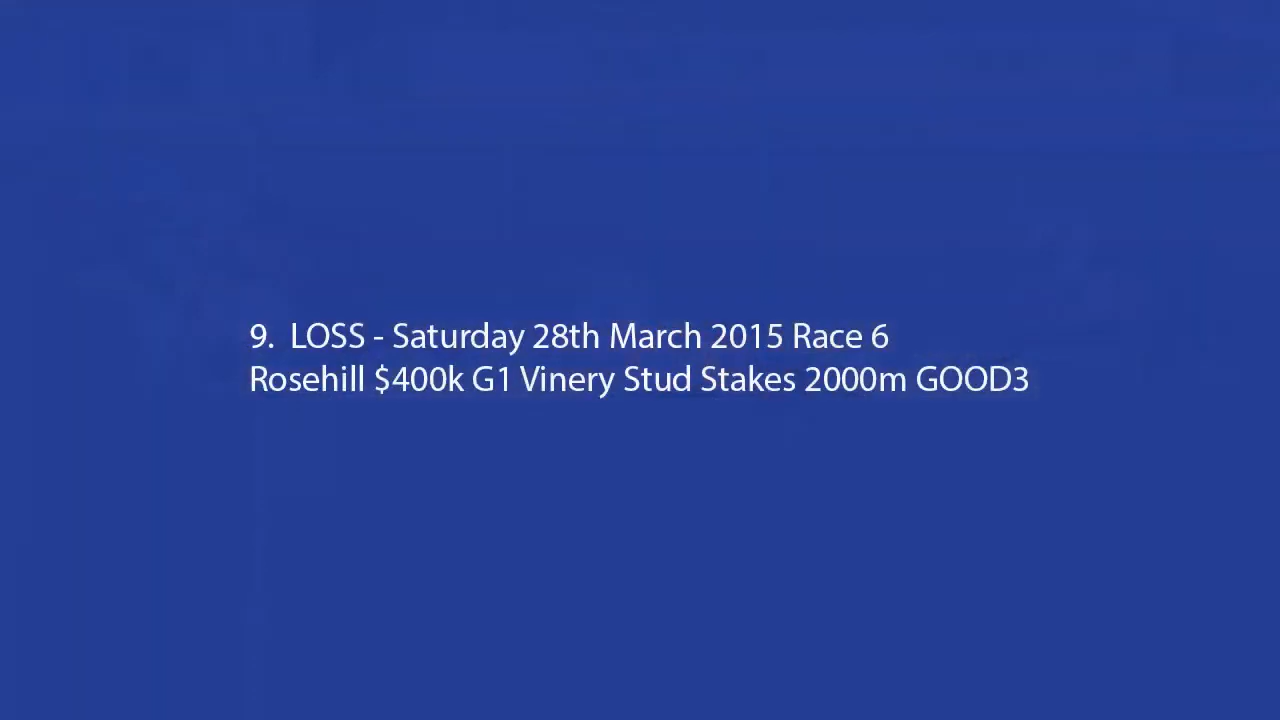 9.  LOSS - Saturday 28th March 2015 Race 6
Rosehill $400k G1 Vinery Stud Stakes 2000m GOOD3